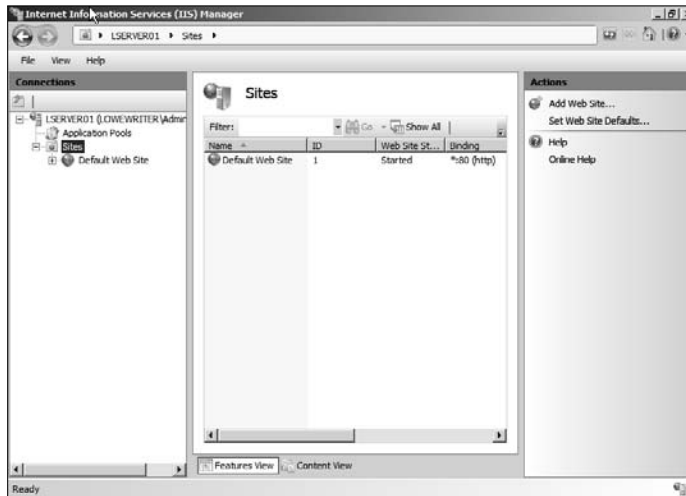 Internet Information Services (IIS) Manager
LSERVER01 Sites
File View Help
Connections
LSERVER01 (LOWEWRITER\Admin
Application Pools
Sites
Default Web Site
Sites
Filter: Go Show All
Name ID Web Site St... Binding
Default Web Site 1 Started *:80 (http)
Features View Content View
Actions
Add Web Site...
Set Web Site Defaults...
Help
Online Help
Ready